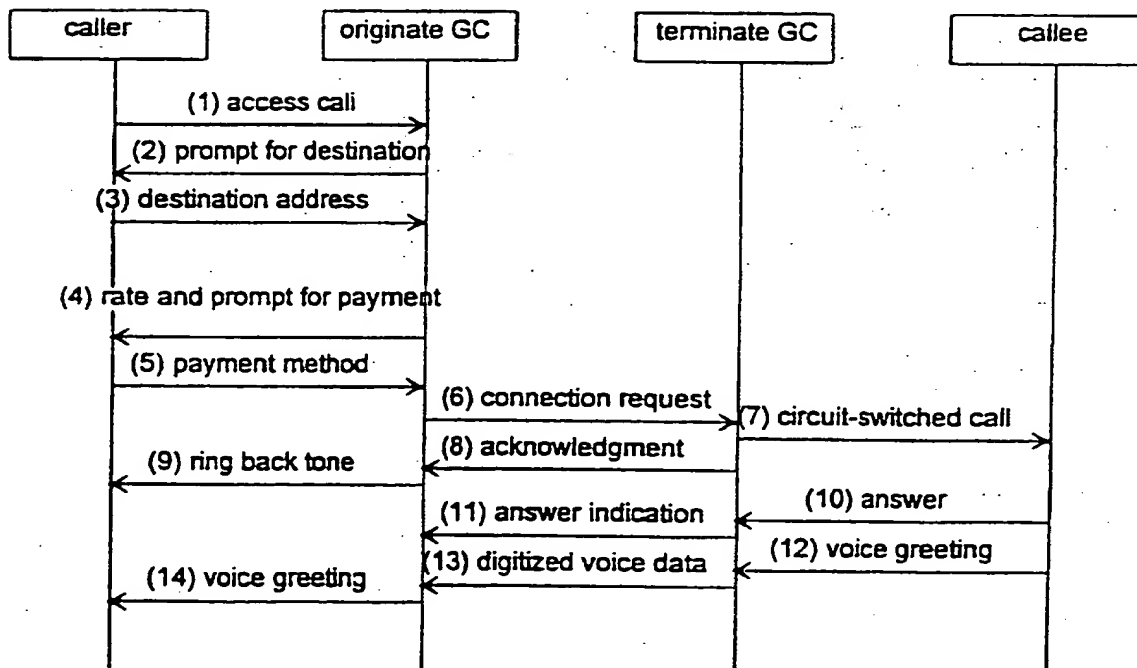 caller
originate GC
terminate GC
callee
(1) access call
(2) prompt for destination
(3) destination address
(4) rate and prompt for payment
(5) payment method
(6) connection request
(7) circuit-switched call
(8) acknowledgment
(9) ring back tone
(10) answer
(11) answer indication
(12) voice greeting
(13) digitized voice data
(14) voice greeting